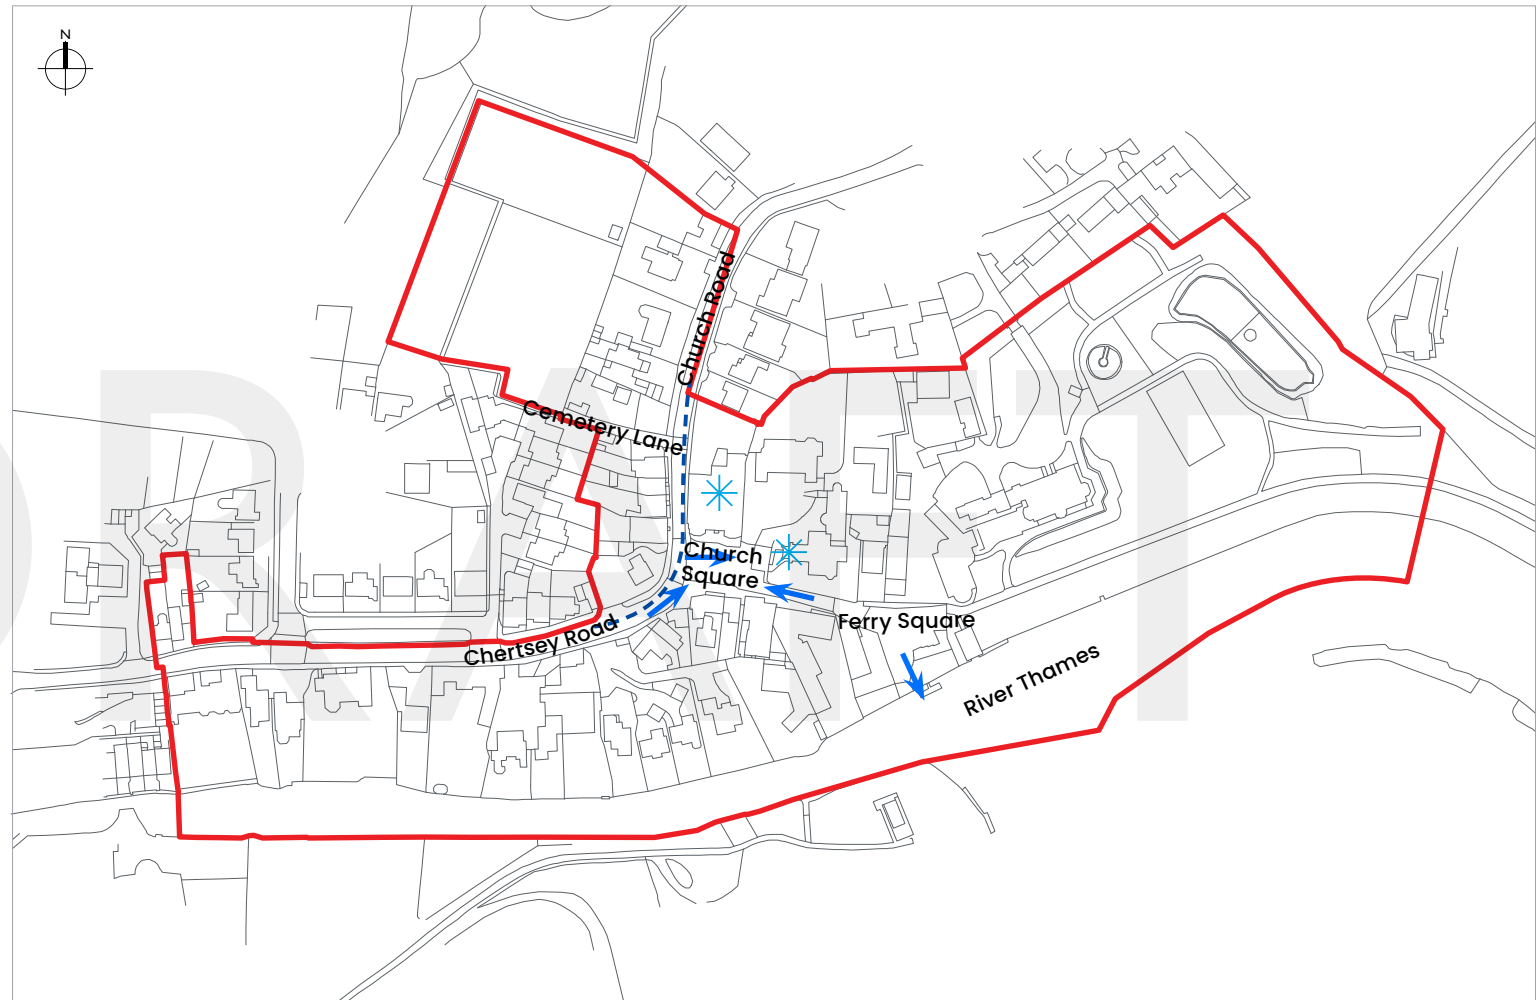 N
Church Road
Cemetery Lane
Church
Square
Ferry Square
Chertsey Road
River Thames
DRAFT